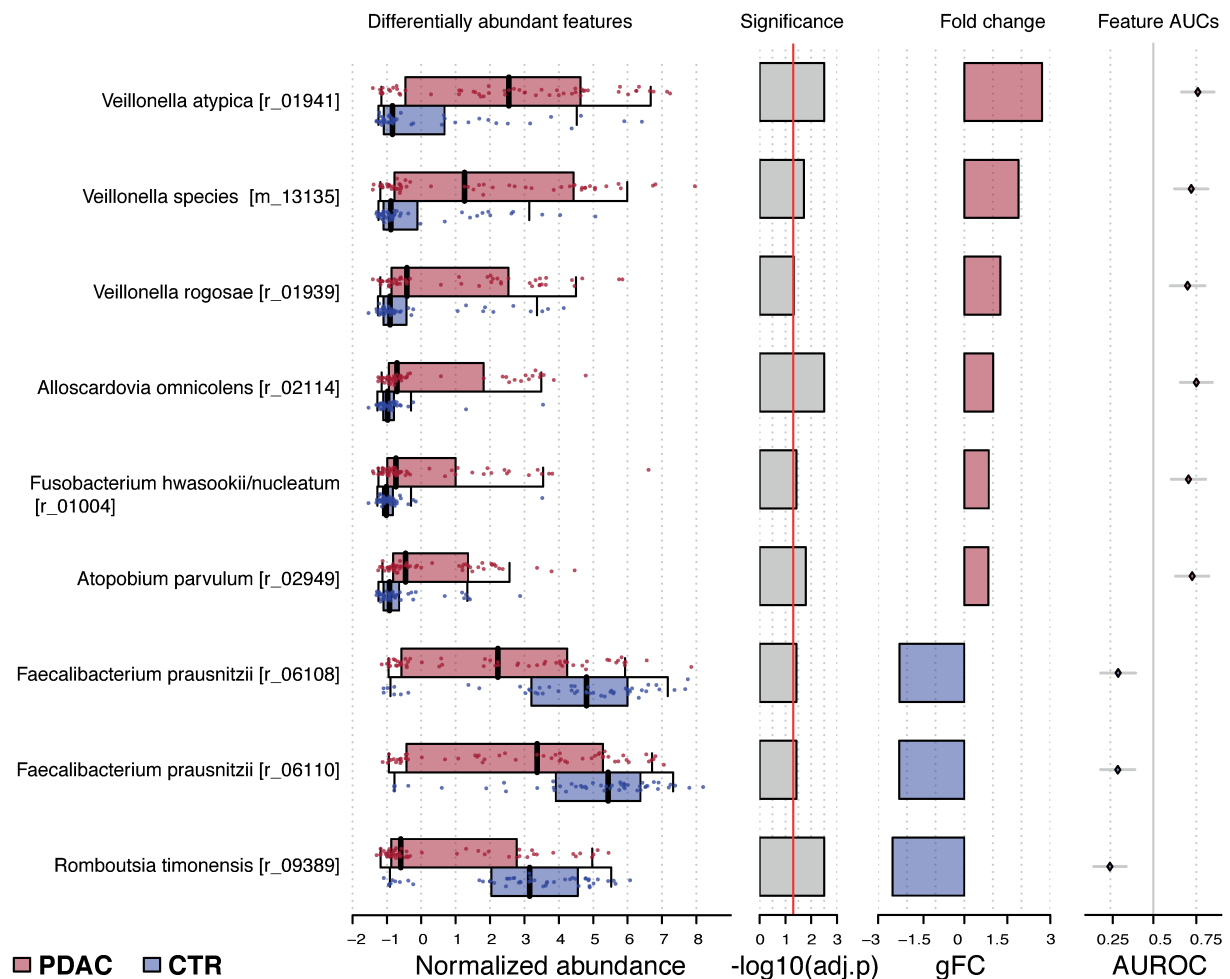 Differentially abundant features Significance Fold change Feature AUCs
Veillonella atypica [r_01941]
Veillonella species [m_13135]
Veillonella rogosae [r_01939]
Alloscardovia omnicolens [r_02114]
Fusobacterium hwasookii/nucleatum
[r_01004]
Atopobium parvulum [r_02949]
Faecalibacterium prausnitzii [r_06108]
Faecalibacterium prausnitzii [r_06110]
Romboutsia timonensis [r_09389]
−2 −1 0 1 2 3 4 5 6 7 8 0 1 2 3 −3 −1.5 0 1.5 3 0.25 0.5 0.75
PDAC CTR Normalized abundance -log10(adj.p) gFC AUROC